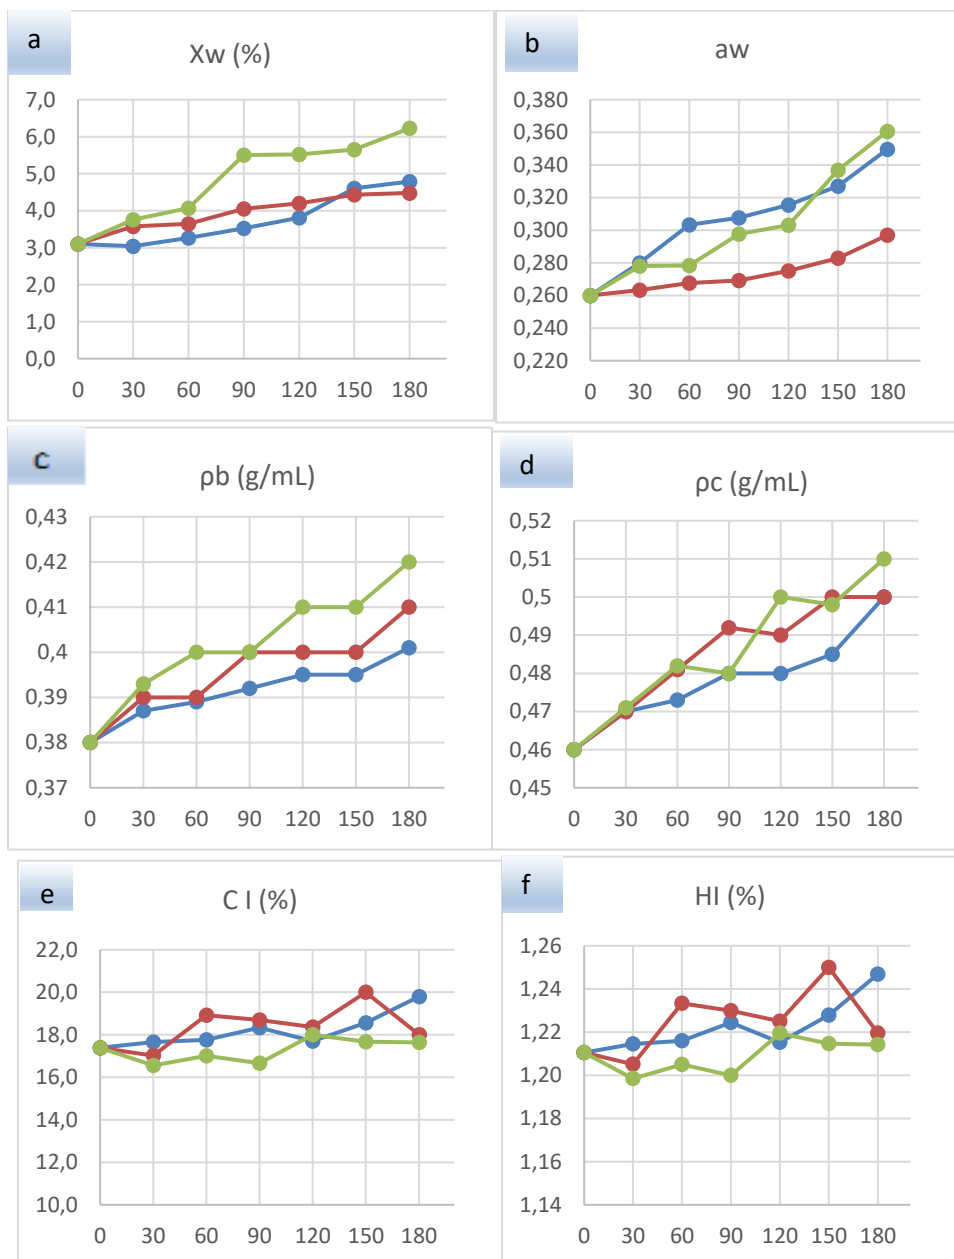 a
Xw (%)
7,0
6,0
5,0
4,0
3,0
2,0
1,0
0,0
0 30 60 90 120 150 180
b
aw
0,380
0,360
0,340
0,320
0,300
0,280
0,260
0,240
0,220
0 30 60 90 120 150 180
c
ρb (g/mL)
0,43
0,42
0,41
0,4
0,39
0,38
0,37
0 30 60 90 120 150 180
d
ρc (g/mL)
0,52
0,51
0,5
0,49
0,48
0,47
0,46
0,45
0 30 60 90 120 150 180
e
C I (%)
22,0
20,0
18,0
16,0
14,0
12,0
10,0
0 30 60 90 120 150 180
f
HI (%)
1,26
1,24
1,22
1,20
1,18
1,16
1,14
0 30 60 90 120 150 180